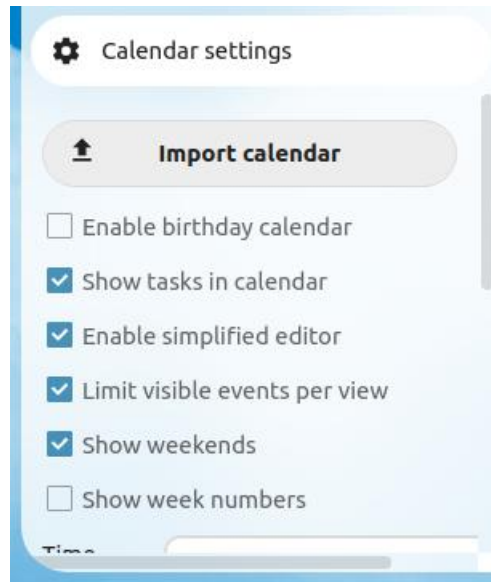 Calendar settings
Import calendar
Enable birthday calendar
Show tasks in calendar
Enable simplified editor
Limit visible events per view
Show weekends
Show week numbers
Time